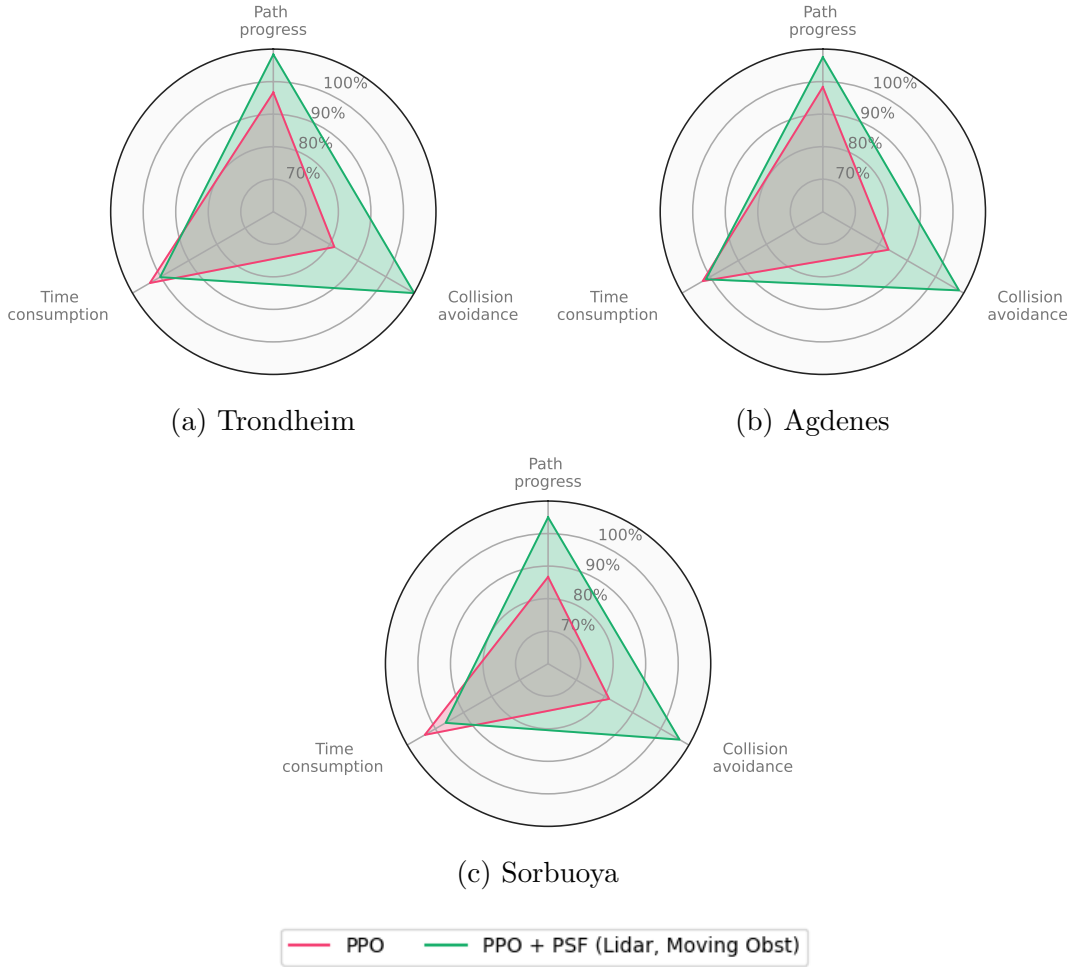 Path
progress
100%
90%
80%
70%
Time
consumption
Collision
avoidance
(a) Trondheim
Path
progress
100%
90%
80%
70%
Time
consumption
Collision
avoidance
(b) Agdenes
Path
progress
100%
90%
80%
70%
Time
consumption
Collision
avoidance
(c) Sorbuoya
PPO
PPO + PSF (Lidar, Moving Obst)